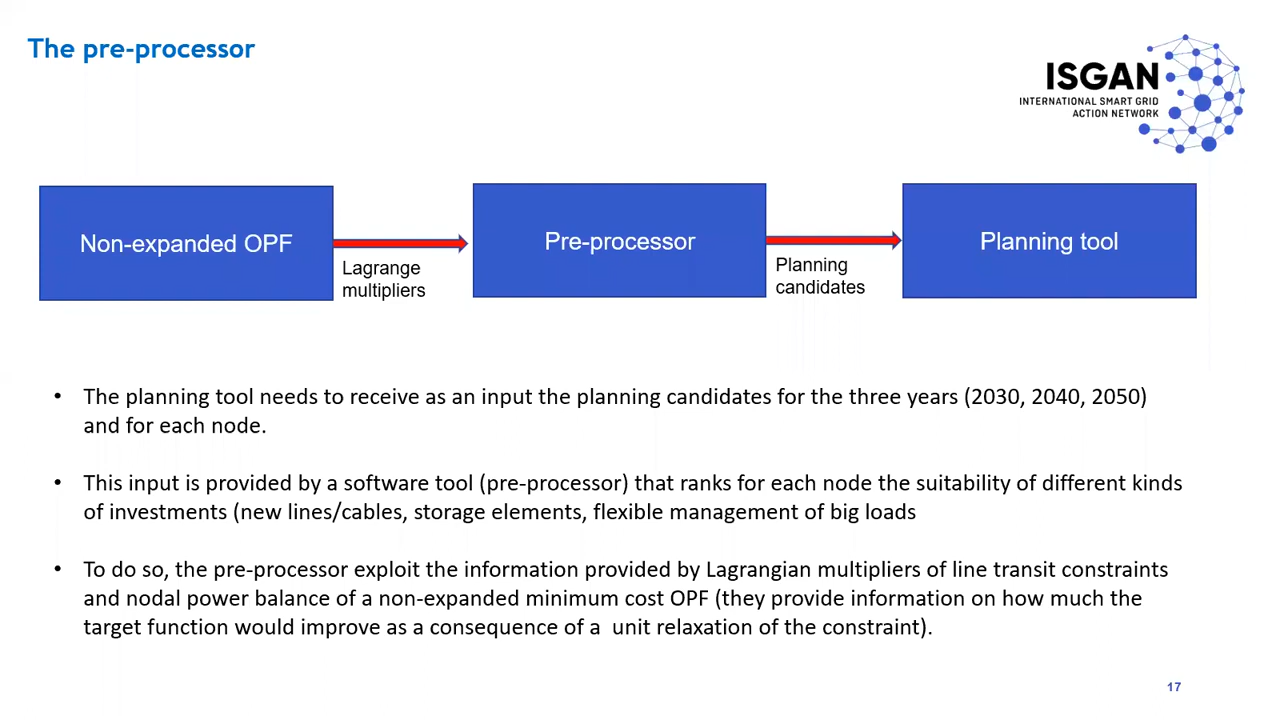 The pre-processor
ISGAN
INTERNATIONAL SMART GRID
ACTION NETWORK
Non-expanded OPF
Lagrange
multipliers
Pre-processor
Planning
candidates
Planning tool
• The planning tool needs to receive as an input the planning candidates for the three years (2030, 2040, 2050)
and for each node.
• This input is provided by a software tool (pre-processor) that ranks for each node the suitability of different kinds
of investments (new lines/cables, storage elements, flexible management of big loads
• To do so, the pre-processor exploit the information provided by Lagrangian multipliers of line transit constraints
and nodal power balance of a non-expanded minimum cost OPF (they provide information on how much the
target function would improve as a consequence of a  unit relaxation of the constraint).
17